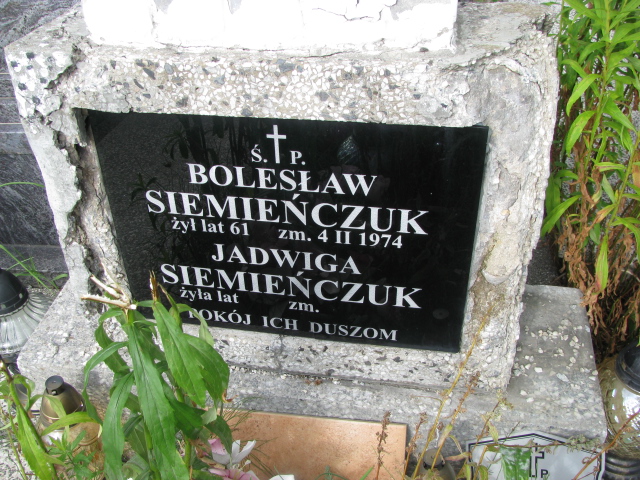 Ś. P.
BOLESŁAW
SIEMIEŃCZUK
żył lat 61 zm. 4 II 1974
JADWIGA
SIEMIEŃCZUK
żyła lat zm.
POKÓJ ICH DUSZOM
P